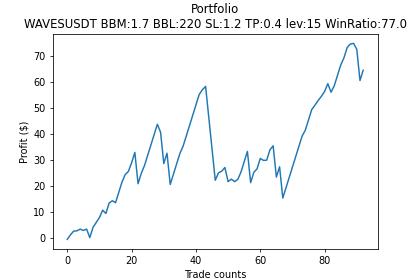 Portfolio
WAVESUSDT BBM:1.7 BBL:220 SL:1.2 TP:0.4 lev:15 WinRatio:77.0
Profit ($)
70
60
50
40
30
20
10
0
0 20 40 60 80
Trade counts